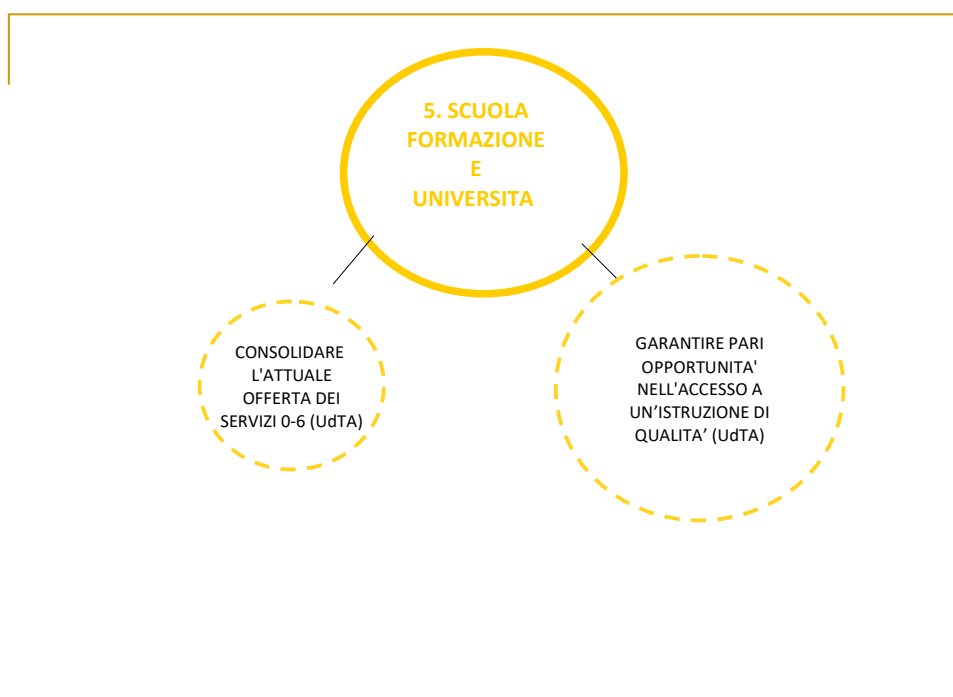 5. SCUOLA
FORMAZIONE
E
UNIVERSITA
CONSOLIDARE
L'ATTUALE
OFFERTA DEI
SERVIZI 0-6 (UdTA)
GARANTIRE PARI
OPPORTUNITA'
NELL'ACCESSO A
UN’ISTRUZIONE DI
QUALITA’ (UdTA)